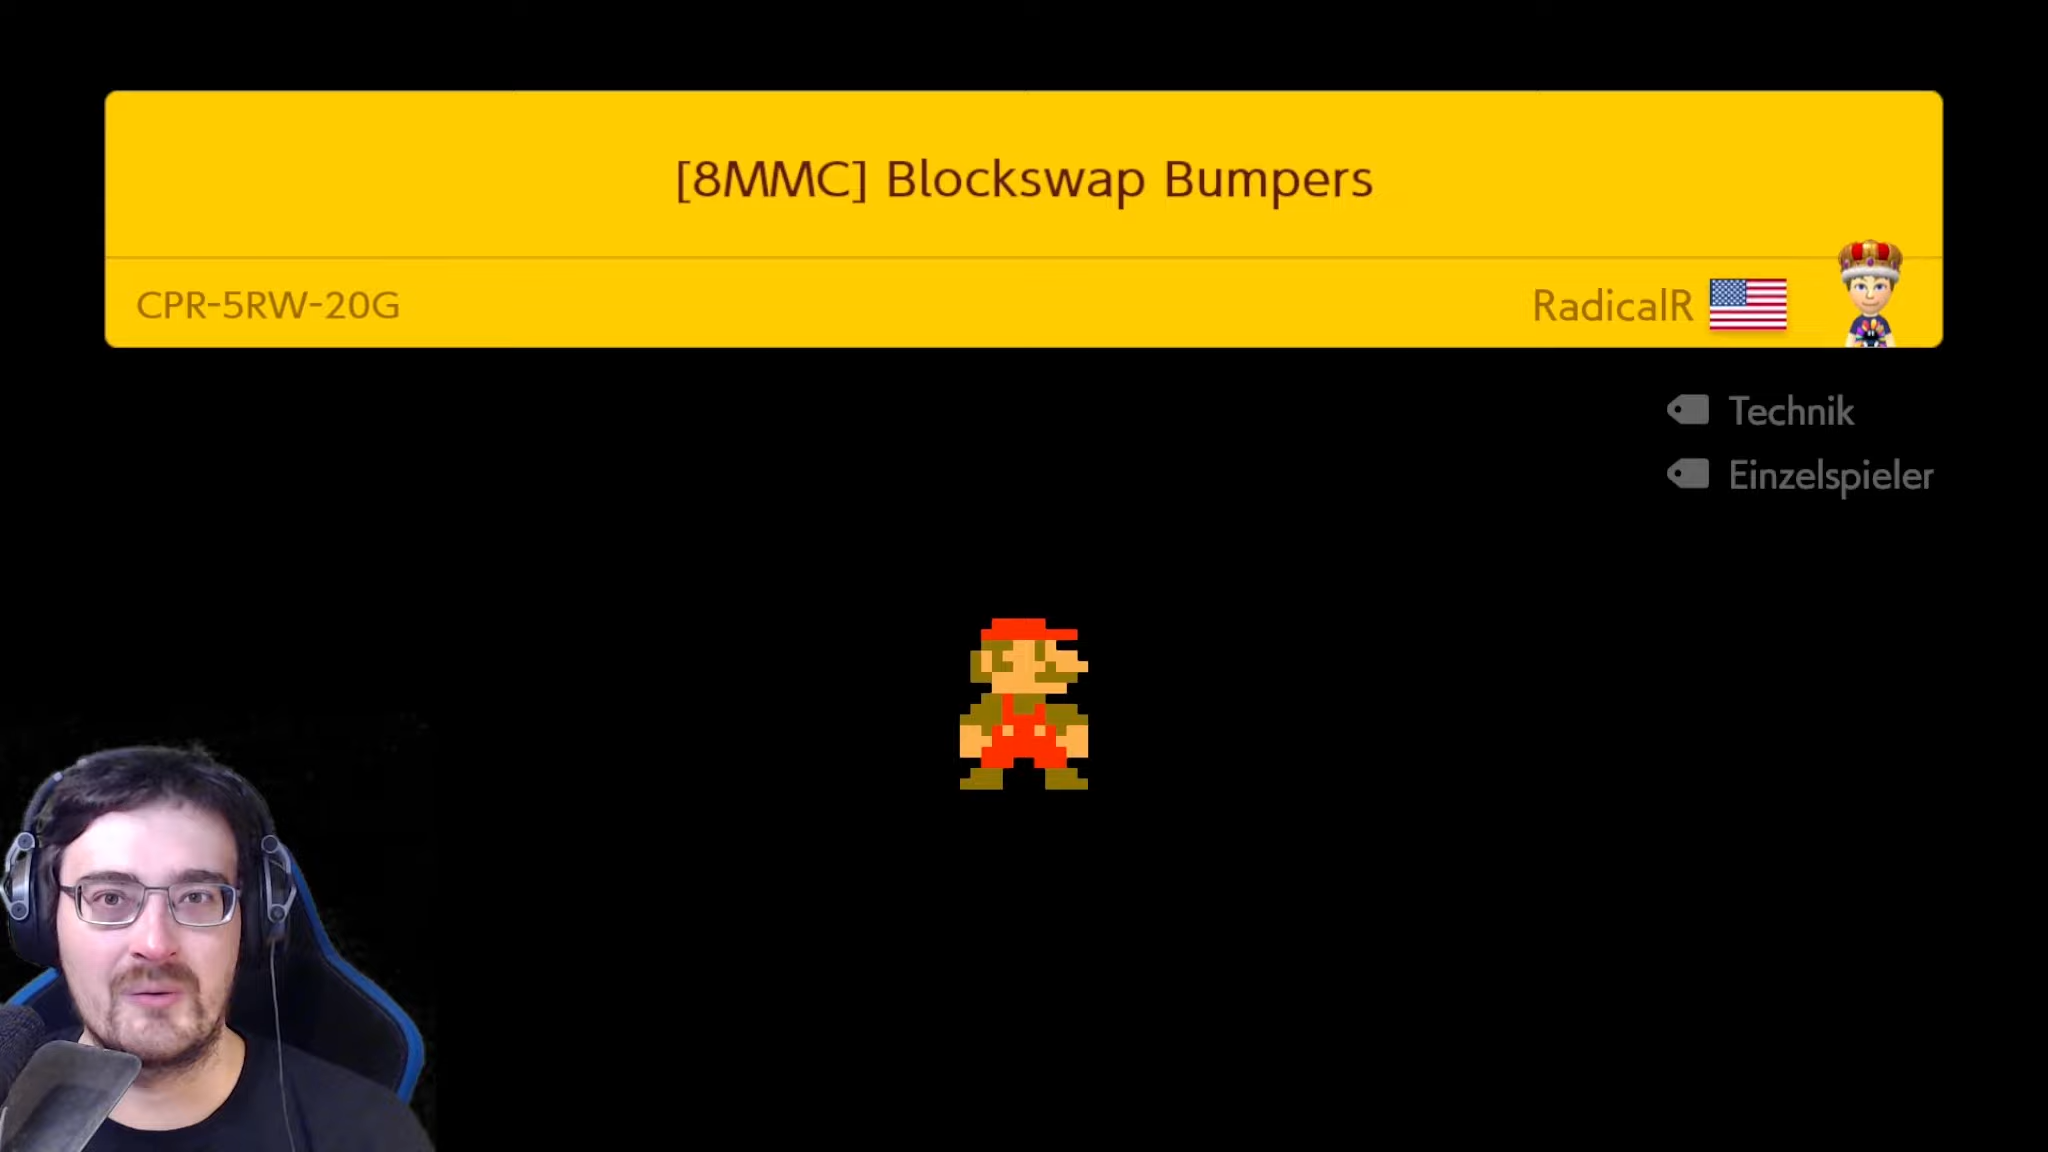 [8MMC] Blockswap Bumpers
CPR-5RW-20G
RadicalR
Technik
Einzelspieler